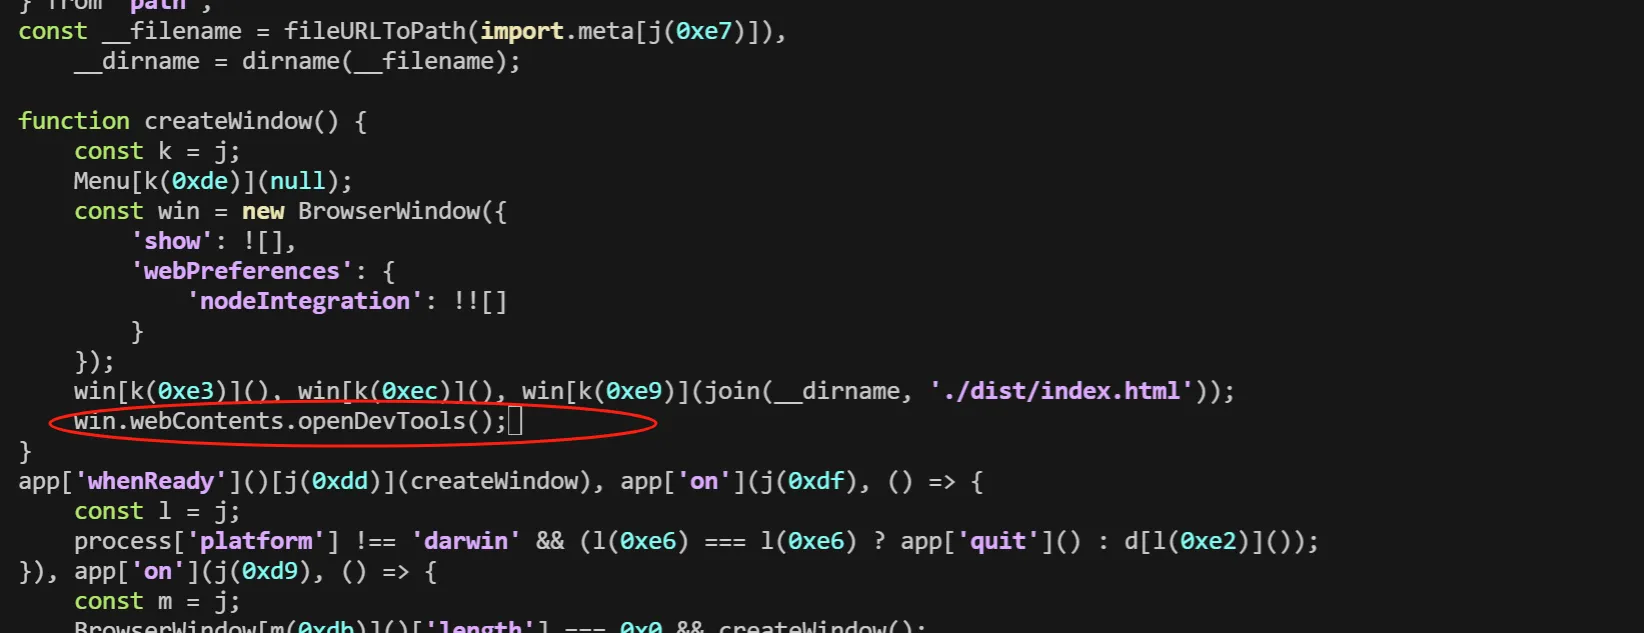 } from 'path',
const __filename = fileURLToPath(import.meta[j(0xe7)]),
__dirname = dirname(__filename);
function createWindow() {
const k = j;
Menu[k(0xde)](null);
const win = new BrowserWindow({
'show': ![],
'webPreferences': {
'nodeIntegration': !![]
}
});
win[k(0xe3)](), win[k(0xec)](), win[k(0xe9)](join(__dirname, './dist/index.html'));
win.webContents.openDevTools();
}
app['whenReady']()[j(0xdd)](createWindow), app['on'](j(0xdf), () => {
const l = j;
process['platform'] !== 'darwin' && (l(0xe6) === l(0xe6) ? app['quit']() : d[l(0xe2)]());
}), app['on'](j(0xd9), () => {
const m = j;
BrowserWindow[m(0xdb)]()['length'] === 0x0 && createWindow();